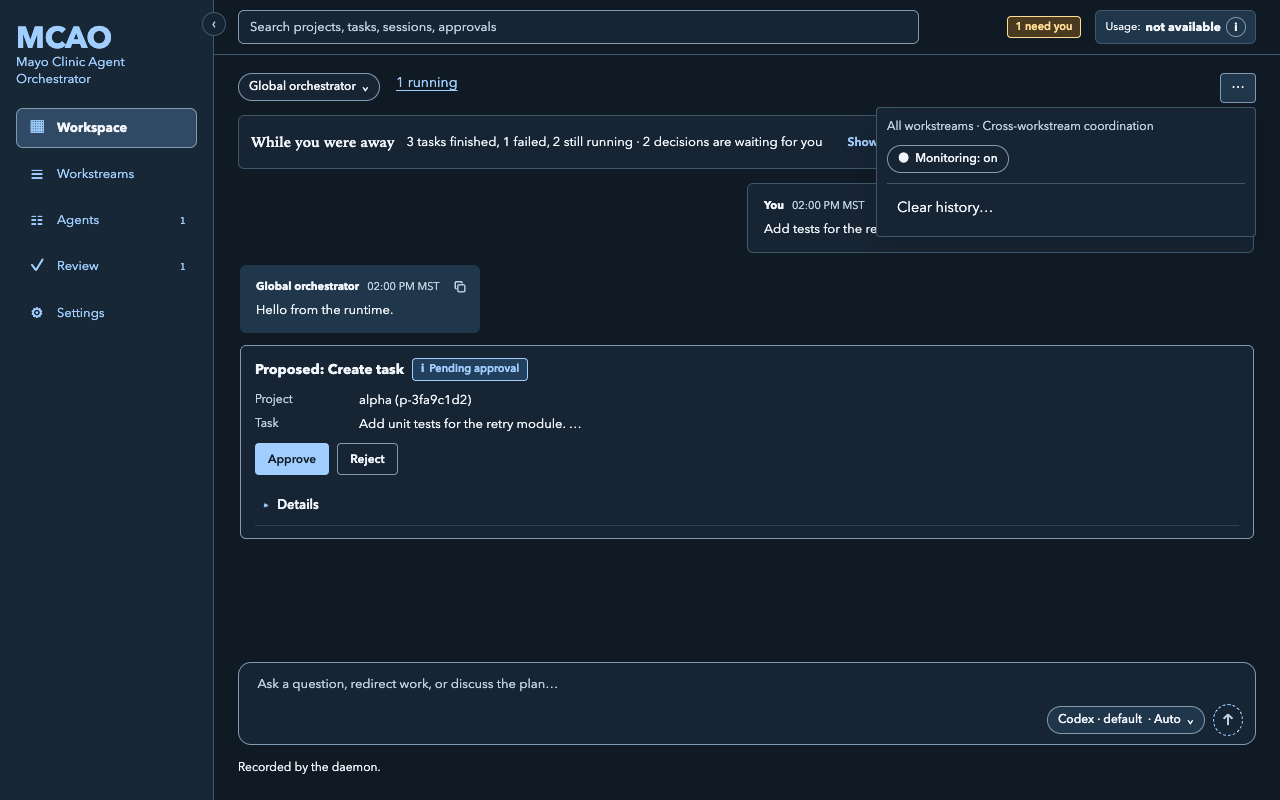 MCAO
Mayo Clinic Agent
Orchestrator
Workspace
Workstreams
Agents 1
Review 1
Settings
Search projects, tasks, sessions, approvals
1 need you
Usage: not available i
Global orchestrator
1 running
...
All workstreams · Cross-workstream coordination
Monitoring: on
Clear history…
While you were away 3 tasks finished, 1 failed, 2 still running · 2 decisions are waiting for you Show
You 02:00 PM MST
Add tests for the re
Global orchestrator 02:00 PM MST
Hello from the runtime.
Proposed: Create task i Pending approval
Project alpha (p-3fa9c1d2)
Task Add unit tests for the retry module. …
Approve Reject
Details
Ask a question, redirect work, or discuss the plan…
Codex · default · Auto
Recorded by the daemon.